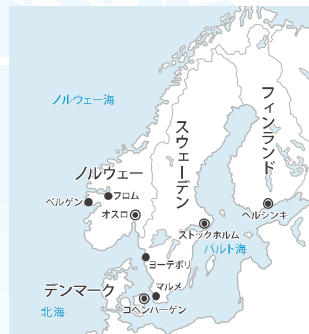 ノルウェー海
フィンランド
スウェーデン
ノルウェー
フロム
ベルゲン
オスロ
ヘルシンキ
ストックホルム
バルト海
ヨーテボリ
マルメ
デンマーク
コペンハーゲン
北海